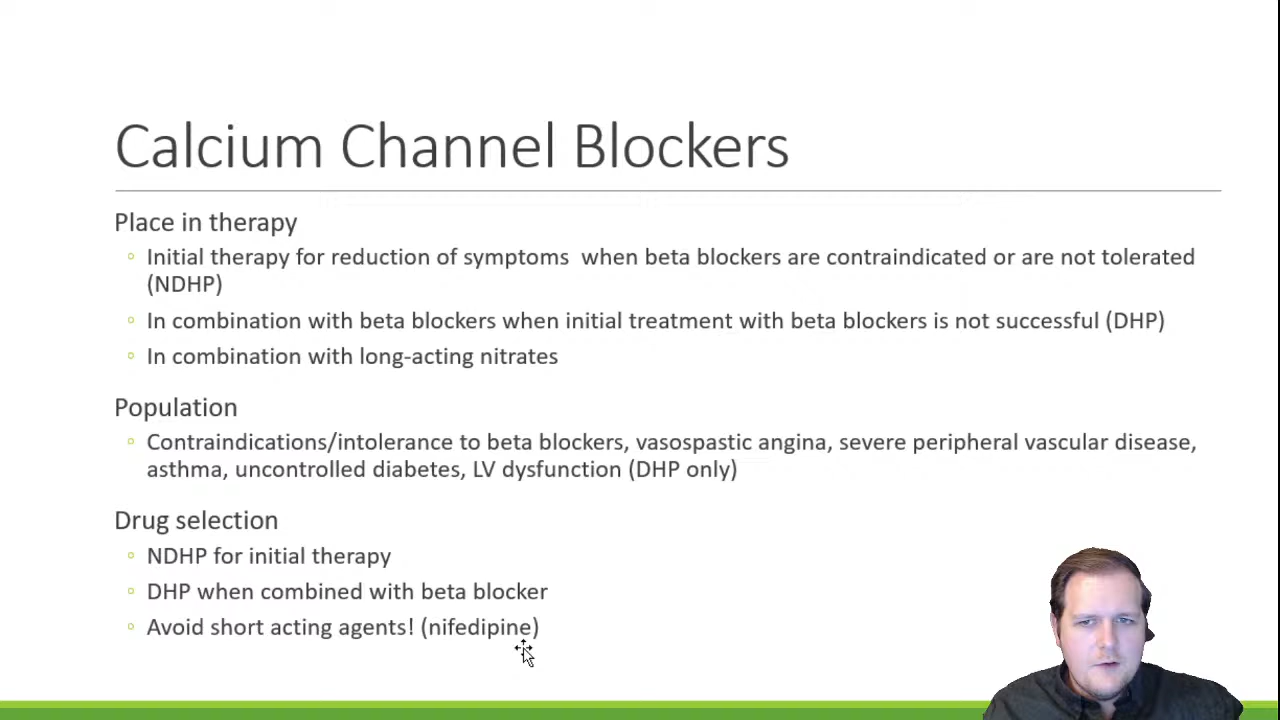 Calcium Channel Blockers
Place in therapy
Initial therapy for reduction of symptoms  when beta blockers are contraindicated or are not tolerated
(NDHP)
In combination with beta blockers when initial treatment with beta blockers is not successful (DHP)
In combination with long-acting nitrates
Population
Contraindications/intolerance to beta blockers, vasospastic angina, severe peripheral vascular disease,
asthma, uncontrolled diabetes, LV dysfunction (DHP only)
Drug selection
NDHP for initial therapy
DHP when combined with beta blocker
Avoid short acting agents! (nifedipine)